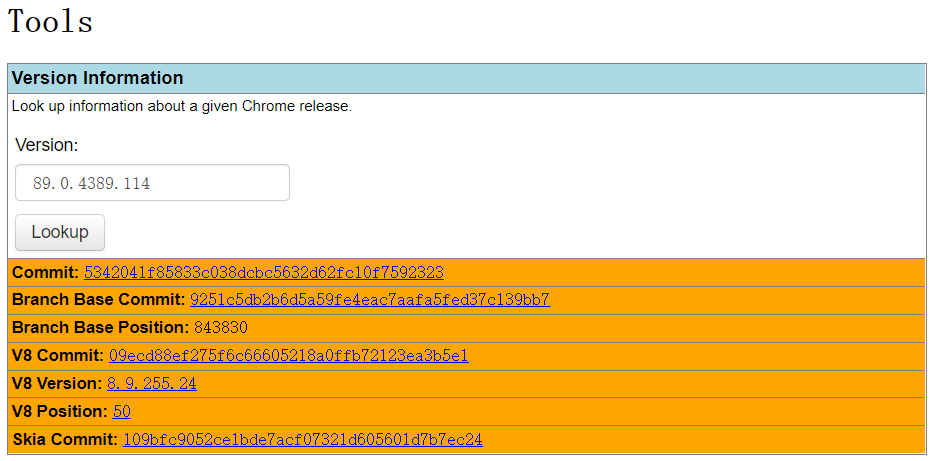 Tools
Version Information
Look up information about a given Chrome release.
Version:
89.0.4389.114
Lookup
Commit: 5342041f85833c038dcbc5632d62fc10f7592323
Branch Base Commit: 9251c5db2b6d5a59fe4eac7aafa5fed37c139bb7
Branch Base Position: 843830
V8 Commit: 09ecd88ef275f6c66605218a0ffb72123ea3b5e1
V8 Version: 8.9.255.24
V8 Position: 50
Skia Commit: 109bfc9052ce1bde7acf07321d605601d7b7ec24